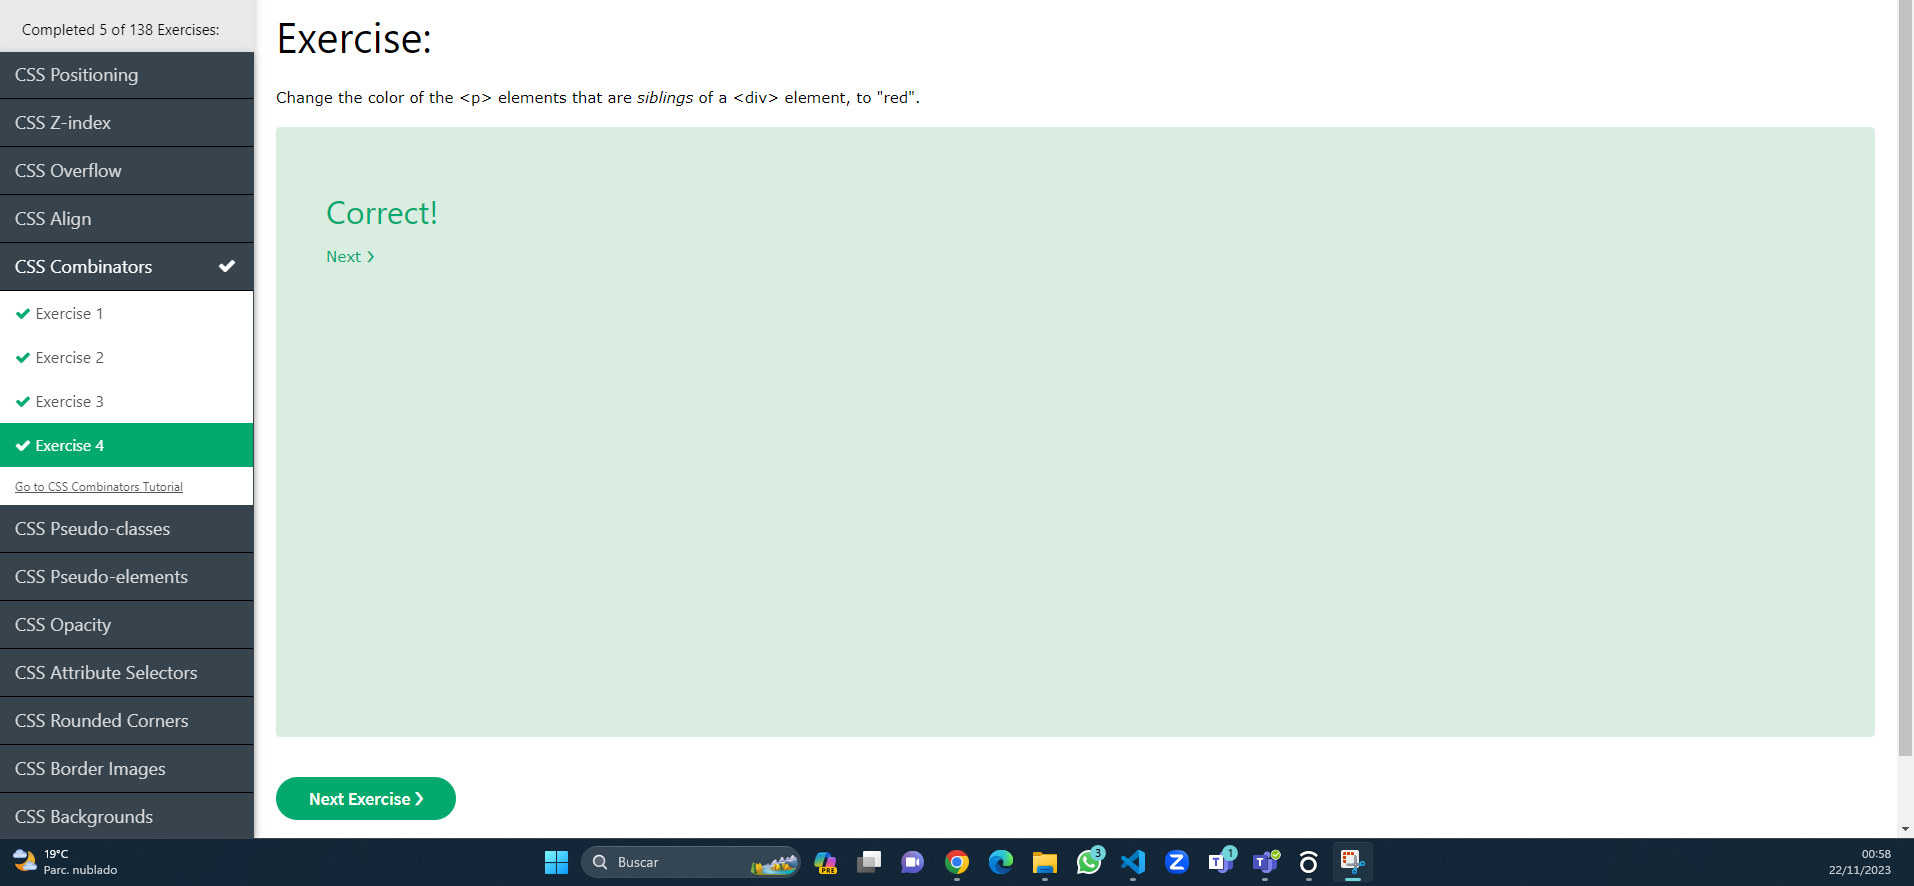 Completed 5 of 138 Exercises:
CSS Positioning
CSS Z-index
CSS Overflow
CSS Align
CSS Combinators
Exercise 1
Exercise 2
Exercise 3
Exercise 4
Go to CSS Combinators Tutorial
CSS Pseudo-classes
CSS Pseudo-elements
CSS Opacity
CSS Attribute Selectors
CSS Rounded Corners
CSS Border Images
CSS Backgrounds
Exercise:
Change the color of the <p> elements that are siblings of a <div> element, to "red".
Correct!
Next ❯
Next Exercise ❯
19°C
Parc. nublado
Buscar
PRE
3
Z
T
1
T
00:58
22/11/2023